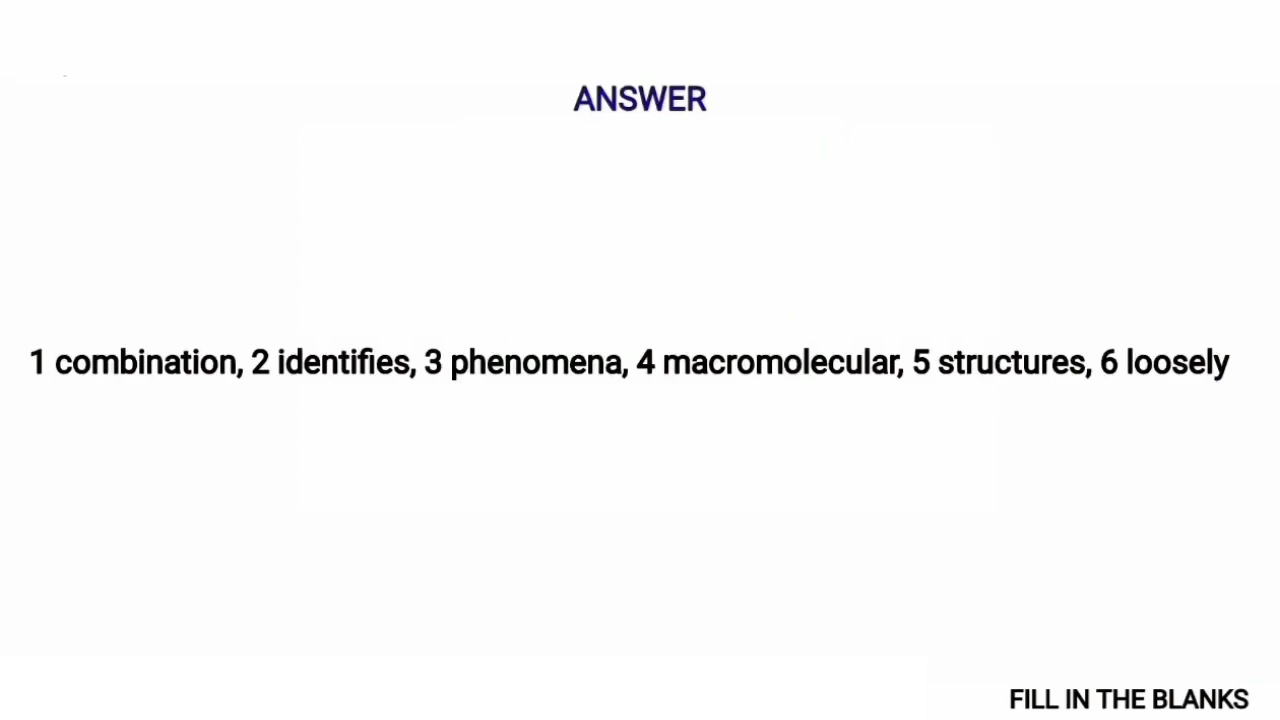 ANSWER
1 combination, 2 identifies, 3 phenomena, 4 macromolecular, 5 structures, 6 loosely
FILL IN THE BLANKS